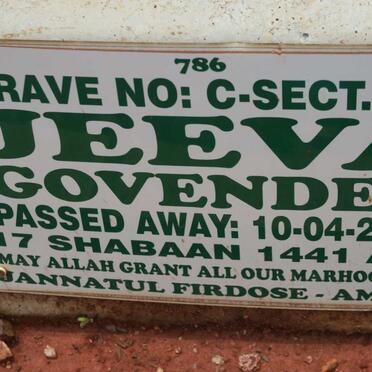 786
RAVE NO: C-SECT.
JEEVA
GOVENDE
PASSED AWAY: 10-04-2
17 SHABAAN 1441 A
MAY ALLAH GRANT ALL OUR MARHOO
JANNATUL FIRDOSE - AM